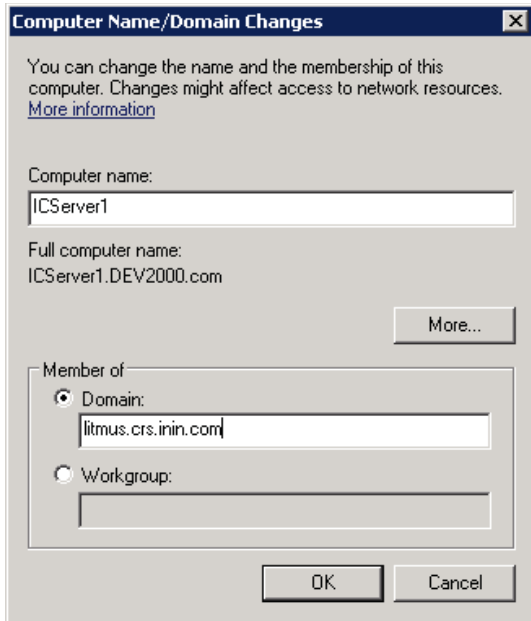 Computer Name/Domain Changes
You can change the name and the membership of this
computer. Changes might affect access to network resources.
More information
Computer name:
ICServer1
Full computer name:
ICServer1.DEV2000.com
More...
Member of
Domain:
litmus.crs.inin.com
Workgroup:
OK
Cancel